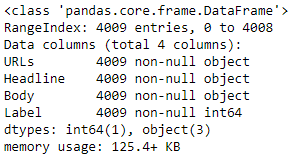 <class 'pandas.core.frame.DataFrame'>
RangeIndex: 4009 entries, 0 to 4008
Data columns (total 4 columns):
URLs        4009 non-null object
Headline    4009 non-null object
Body        4009 non-null object
Label       4009 non-null int64
dtypes: int64(1), object(3)
memory usage: 125.4+ KB